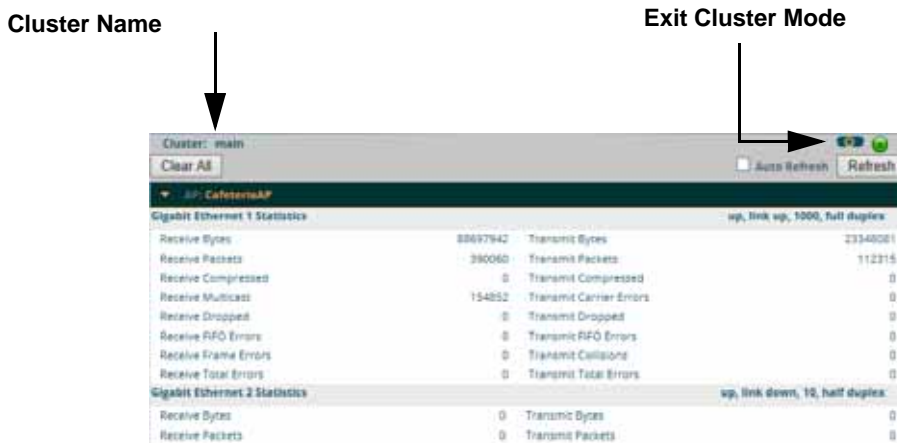 Cluster Name
Exit Cluster Mode
Cluster: main
Clear All
Auto Refresh
Refresh
AP: CafeteriaAP
Gigabit Ethernet 1 Statistics up, link up, 1000, full duplex
Receive Bytes 88697942 Transmit Bytes 23348081
Receive Packets 390060 Transmit Packets 112315
Receive Compressed 0 Transmit Compressed 0
Receive Multicast 154852 Transmit Carrier Errors 0
Receive Dropped 0 Transmit Dropped 0
Receive FIFO Errors 0 Transmit FIFO Errors 0
Receive Frame Errors 0 Transmit Collisions 0
Receive Total Errors 0 Transmit Total Errors 0
Gigabit Ethernet 2 Statistics up, link down, 10, half duplex
Receive Bytes 0 Transmit Bytes 0
Receive Packets 0 Transmit Packets 0